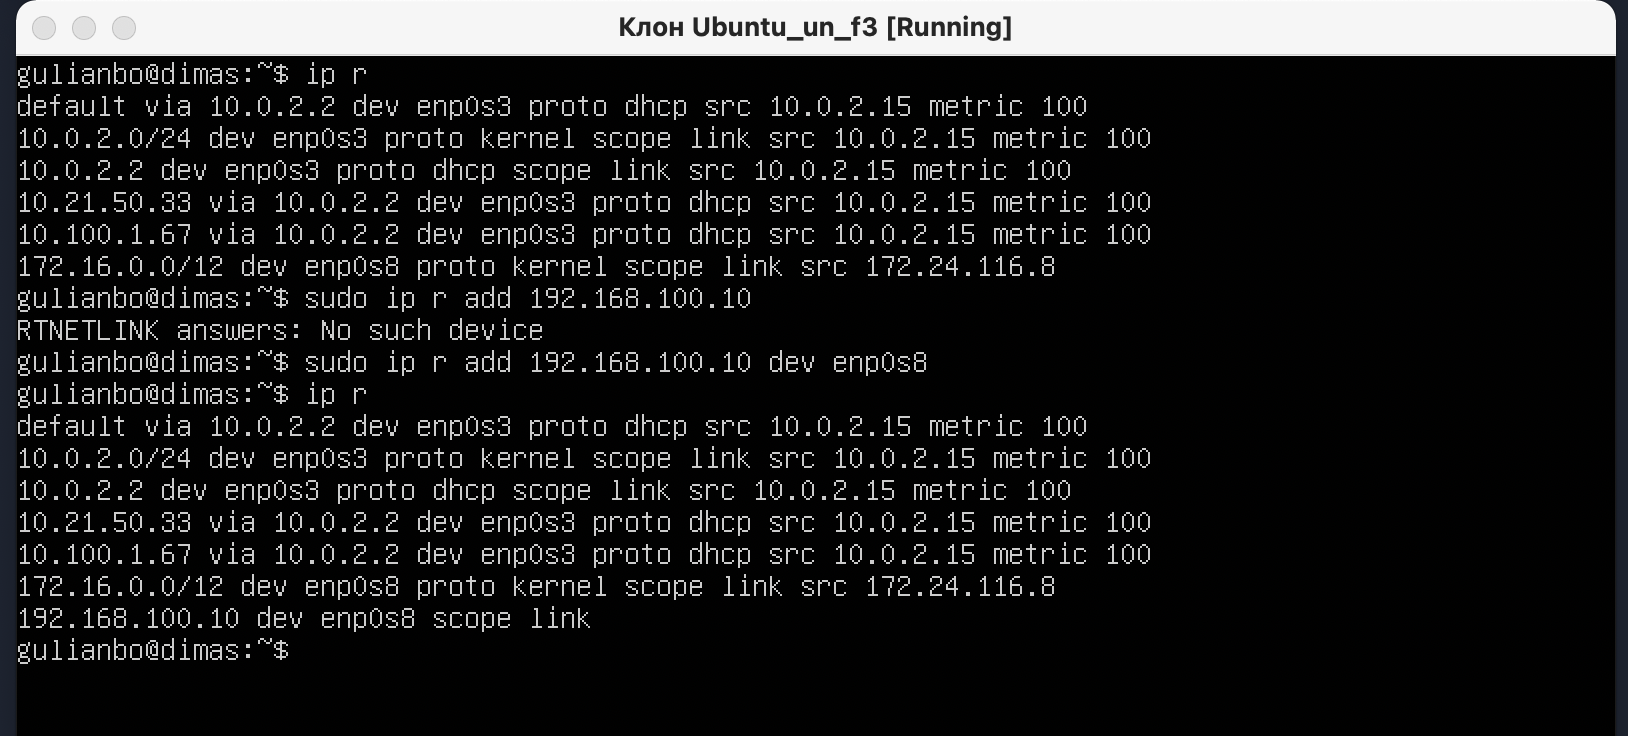 Клон Ubuntu_un_f3 [Running]
gulianbo@dimas:~$ ip r
default via 10.0.2.2 dev enp0s3 proto dhcp src 10.0.2.15 metric 100
10.0.2.0/24 dev enp0s3 proto kernel scope link src 10.0.2.15 metric 100
10.0.2.2 dev enp0s3 proto dhcp scope link src 10.0.2.15 metric 100
10.21.50.33 via 10.0.2.2 dev enp0s3 proto dhcp src 10.0.2.15 metric 100
10.100.1.67 via 10.0.2.2 dev enp0s3 proto dhcp src 10.0.2.15 metric 100
172.16.0.0/12 dev enp0s8 proto kernel scope link src 172.24.116.8
gulianbo@dimas:~$ sudo ip r add 192.168.100.10
RTNETLINK answers: No such device
gulianbo@dimas:~$ sudo ip r add 192.168.100.10 dev enp0s8
gulianbo@dimas:~$ ip r
default via 10.0.2.2 dev enp0s3 proto dhcp src 10.0.2.15 metric 100
10.0.2.0/24 dev enp0s3 proto kernel scope link src 10.0.2.15 metric 100
10.0.2.2 dev enp0s3 proto dhcp scope link src 10.0.2.15 metric 100
10.21.50.33 via 10.0.2.2 dev enp0s3 proto dhcp src 10.0.2.15 metric 100
10.100.1.67 via 10.0.2.2 dev enp0s3 proto dhcp src 10.0.2.15 metric 100
172.16.0.0/12 dev enp0s8 proto kernel scope link src 172.24.116.8
192.168.100.10 dev enp0s8 scope link
gulianbo@dimas:~$